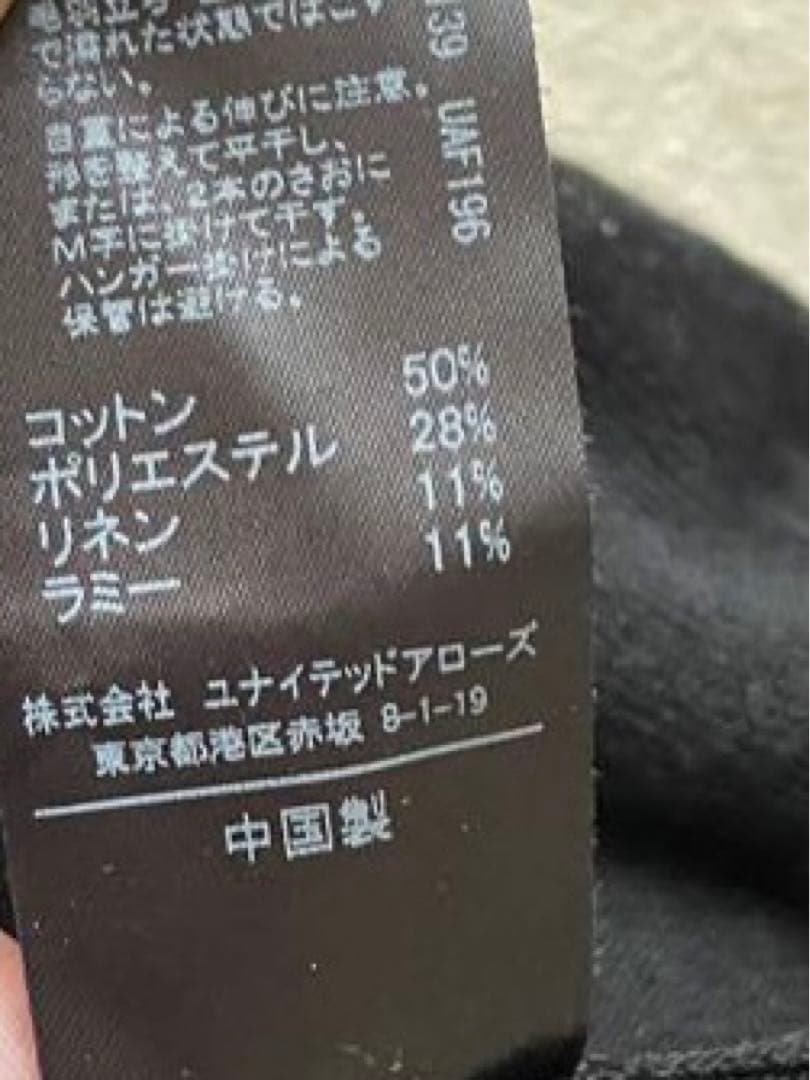 で濡れた状態ではこす
らない。
自重による伸びに注意。
形を整えて平干し、
または、2本のさおに
M字に掛けて干す。
ハンガー掛けによる
保管は避ける。
39 UAF196
コットン 50%
ポリエステル 28%
リネン 11%
ラミー 11%
株式会社 ユナイテッドアローズ
東京都港区赤坂 8-1-19
中国製